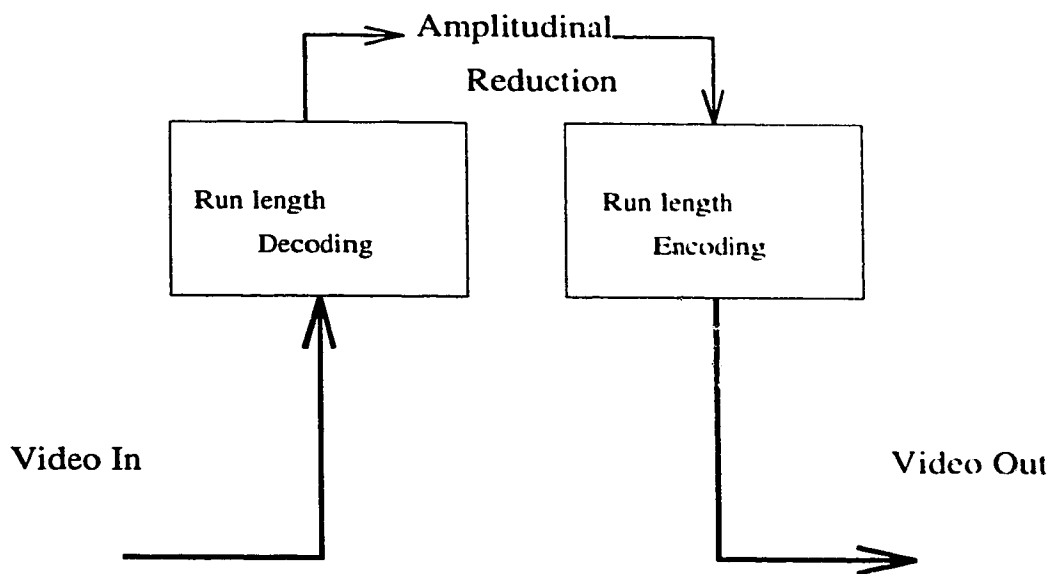 Amplitudinal
Reduction
Run length
Decoding
Run length
Encoding
Video In
Video Out